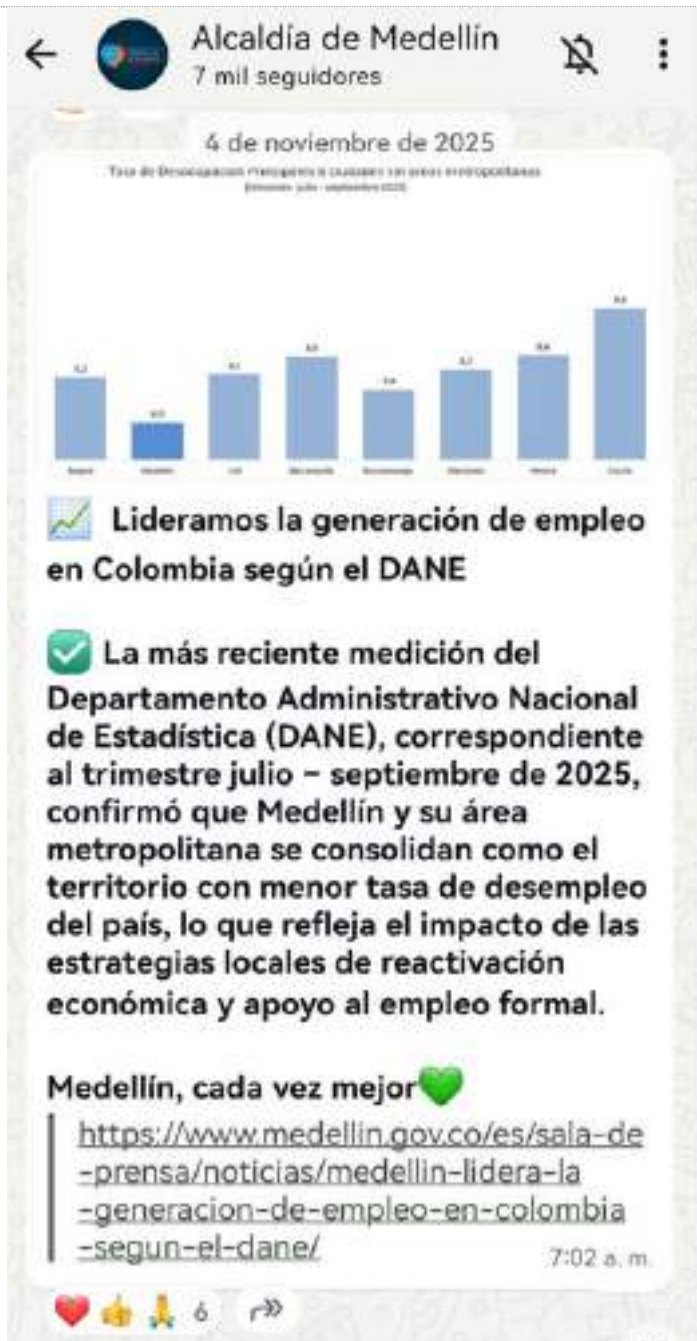 Alcaldía de Medellín
7 mil seguidores
4 de noviembre de 2025
Lideramos la generación de empleo
en Colombia según el DANE
La más reciente medición del
Departamento Administrativo Nacional
de Estadística (DANE), correspondiente
al trimestre julio – septiembre de 2025,
confirmó que Medellín y su área
metropolitana se consolidan como el
territorio con menor tasa de desempleo
del país, lo que refleja el impacto de las
estrategias locales de reactivación
económica y apoyo al empleo formal.
Medellín, cada vez mejor
https://www.medellin.gov.co/es/sala-de
-prensa/noticias/medellin-lidera-la
-generacion-de-empleo-en-colombia
-segun-el-dane/
7:02 a. m.
6